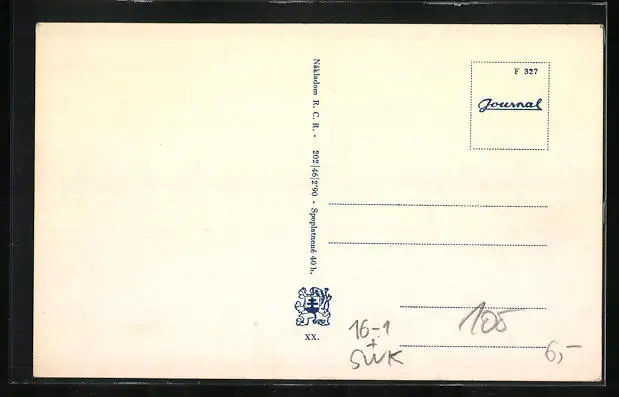 F 327
Journal
Nákladom R. C. R. - 202|46|2'90 - Spoplatnené 40 h.
XX.
16-1
+
SWK
105
6,-